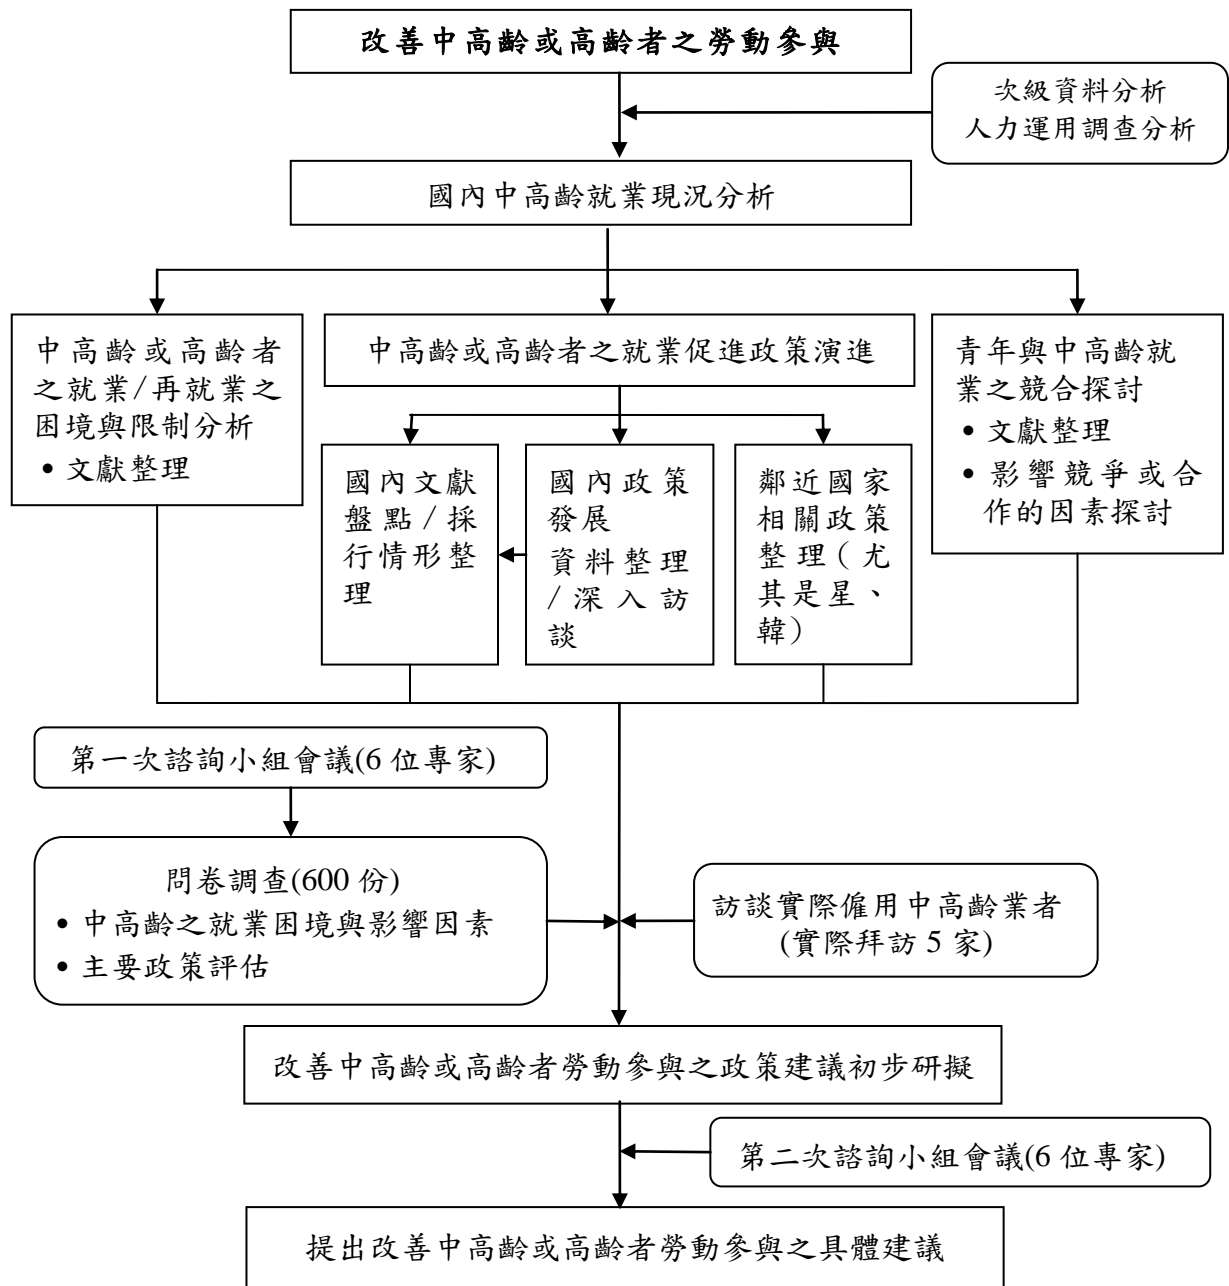 改善中高齡或高齡者之勞動參與
次級資料分析
人力運用調查分析
國內中高齡就業現況分析
中高齡或高齡者
之就業/再就業之
困境與限制分析
• 文獻整理
中高齡或高齡者之就業促進政策演進
國內文獻
盤點/採
行情形整
理
國內政策
發展
資料整理
/深入訪
談
鄰近國家
相關政策
整理(尤
其是星、
韓)
青年與中高齡就
業之競合探討
• 文獻整理
• 影響競爭或合
作的因素探討
第一次諮詢小組會議(6 位專家)
問卷調查(600 份)
• 中高齡之就業困境與影響因素
• 主要政策評估
訪談實際僱用中高齡業者
(實際拜訪 5 家)
改善中高齡或高齡者勞動參與之政策建議初步研擬
第二次諮詢小組會議(6 位專家)
提出改善中高齡或高齡者勞動參與之具體建議